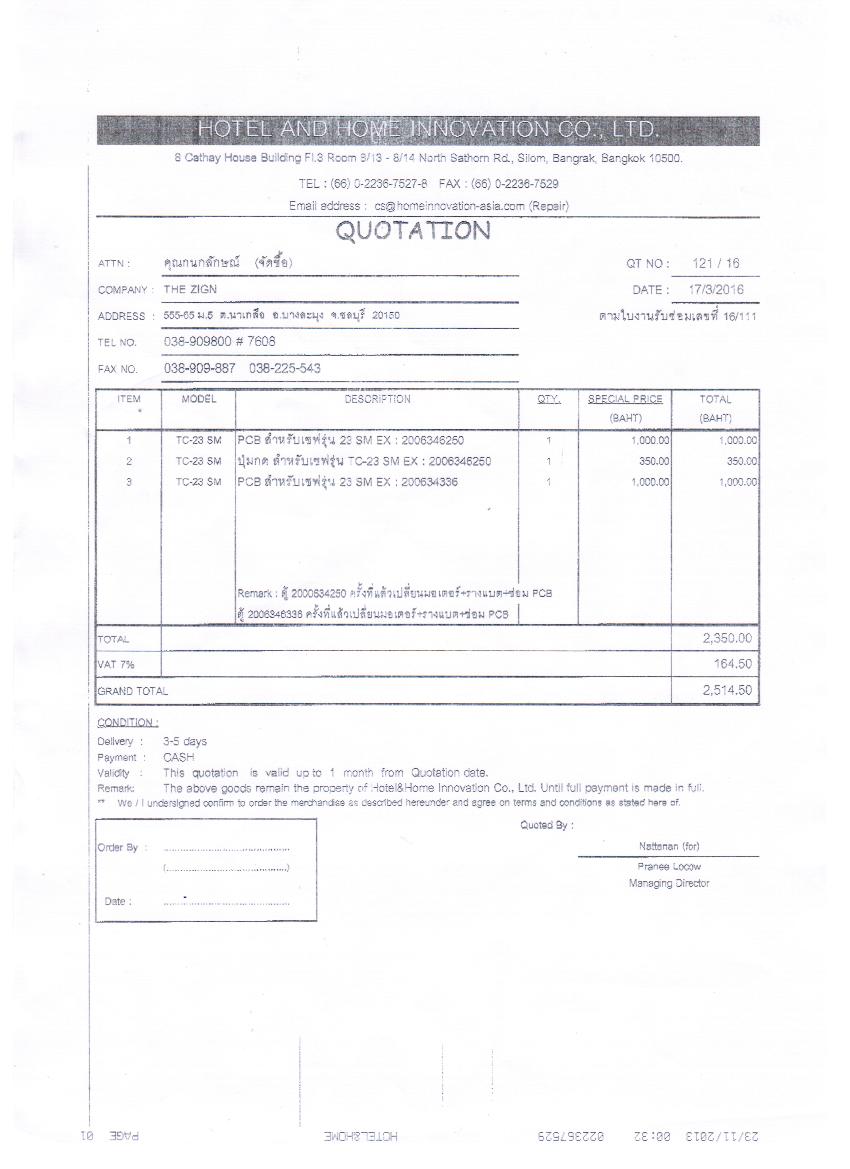 HOTEL AND HOME INNOVATION CO., LTD.
8 Cathay House Building Fl.3 Room 8/13 - 8/14 North Sathorn Rd., Silom, Bangrak, Bangkok 10500.
TEL : (66) 0-2236-7527-8 FAX : (66) 0-2236-7529
Email address : cs@homeinnovation-asia.com (Repair)
QUOTATION
ATTN : คุณกนกลักษณ์ (จัดซื้อ) QT NO : 121 / 16
COMPANY : THE ZIGN DATE : 17/3/2016
ADDRESS : 555-65 ม.5 ต.นาเกลือ อ.บางละมุง จ.ชลบุรี 20150 ตามใบงานรับซ่อมเลขที่ 16/111
TEL NO. 038-909800 # 7608
FAX NO. 038-909-887 038-225-543
ITEM MODEL DESCRIPTION QTY. SPECIAL PRICE TOTAL
(BAHT) (BAHT)
1 TC-23 SM PCB สำหรับเซฟรุ่น 23 SM EX : 2006346250 1 1,000.00 1,000.00
2 TC-23 SM ปุ่มกด สำหรับเซฟรุ่น TC-23 SM EX : 2006346250 1 350.00 350.00
3 TC-23 SM PCB สำหรับเซฟรุ่น 23 SM EX : 200634336 1 1,000.00 1,000.00
Remark : ตู้ 2000634250 ครั้งที่แล้วเปลี่ยนมอเตอร์+รางแบต+ซ่อม PCB
ตู้ 2006346336 ครั้งที่แล้วเปลี่ยนมอเตอร์+รางแบต+ซ่อม PCB
TOTAL 2,350.00
VAT 7% 164.50
GRAND TOTAL 2,514.50
CONDITION :
Delivery : 3-5 days
Payment : CASH
Validity : This quotation is valid up to 1 month from Quotation date.
Remark: The above goods remain the property of Hotel&Home Innovation Co., Ltd. Until full payment is made in full.
** We / I undersigned confirm to order the merchandise as described hereunder and agree on terms and conditions as stated here of.
Quoted By :
Order By : ........................................ Nattanan (for)
(........................................) Pranee Locow
Managing Director
Date : ........................................
23/11/2013 00:32 022367529 HOTEL&HOME PAGE 01